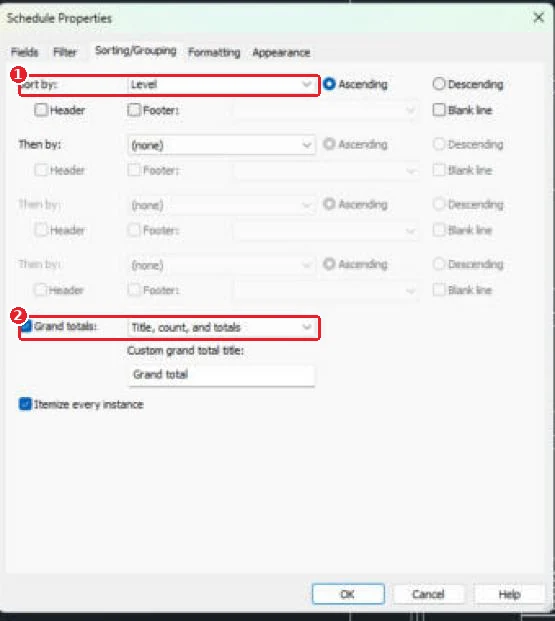 Schedule Properties
Fields Filter Sorting/Grouping Formatting Appearance
1
Sort by: Level Ascending Descending
Header Footer: Blank line
Then by: (none) Ascending Descending
Header Footer: Blank line
Then by: (none) Ascending Descending
Header Footer: Blank line
Then by: (none) Ascending Descending
Header Footer: Blank line
2
Grand totals: Title, count, and totals
Custom grand total title:
Grand total
Itemize every instance
OK Cancel Help